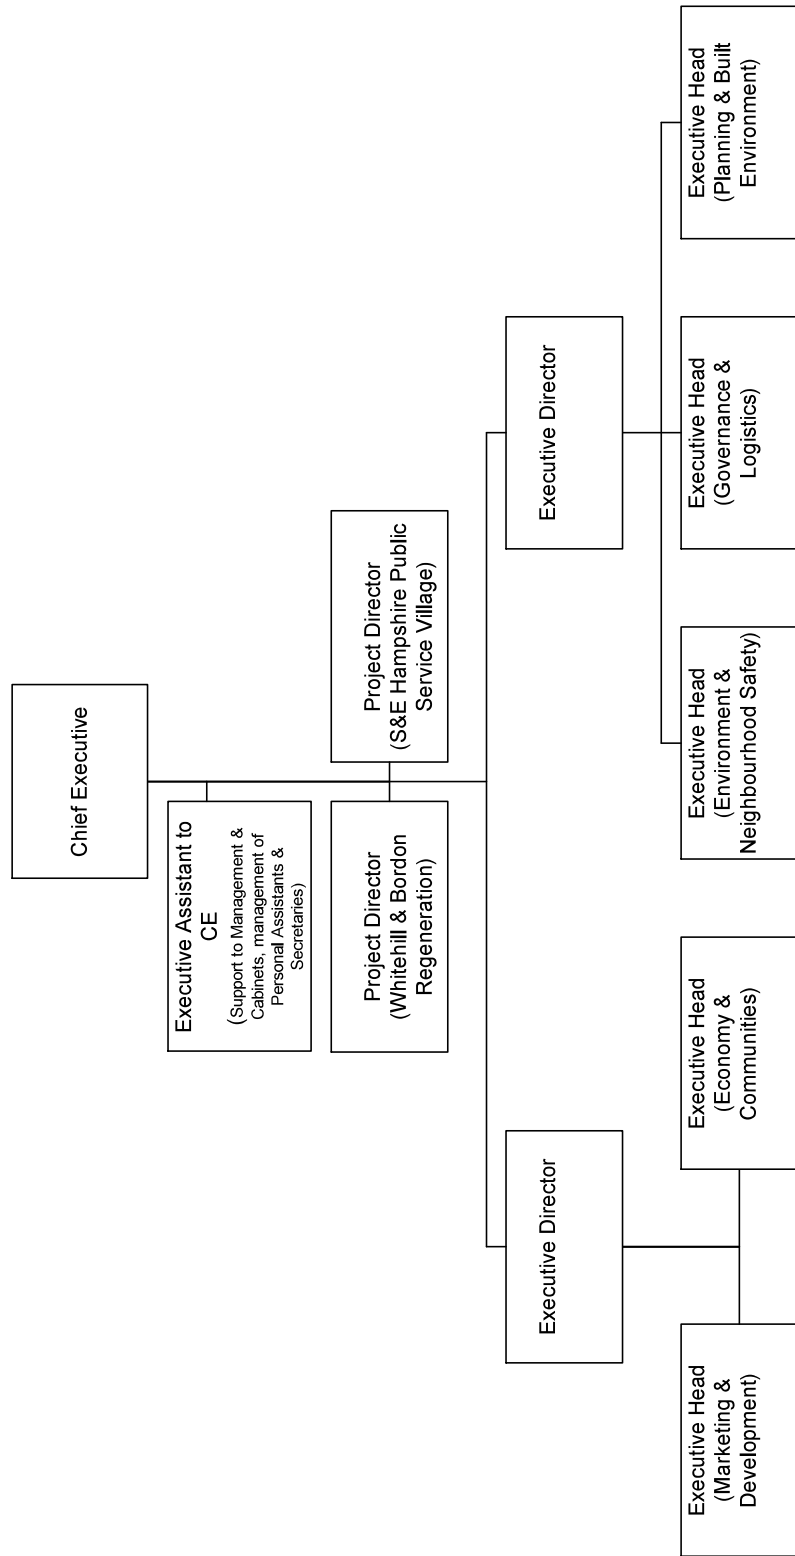 Chief Executive
Executive Assistant to
CE
(Support to Management &
Cabinets, management of
Personal Assistants &
Secretaries)
Project Director
(Whitehill & Bordon
Regeneration)
Project Director
(S&E Hampshire Public
Service Village)
Executive Director
Executive Director
Executive Head
(Marketing &
Development)
Executive Head
(Economy &
Communities)
Executive Head
(Environment &
Neighbourhood Safety)
Executive Head
(Governance &
Logistics)
Executive Head
(Planning & Built
Environment)